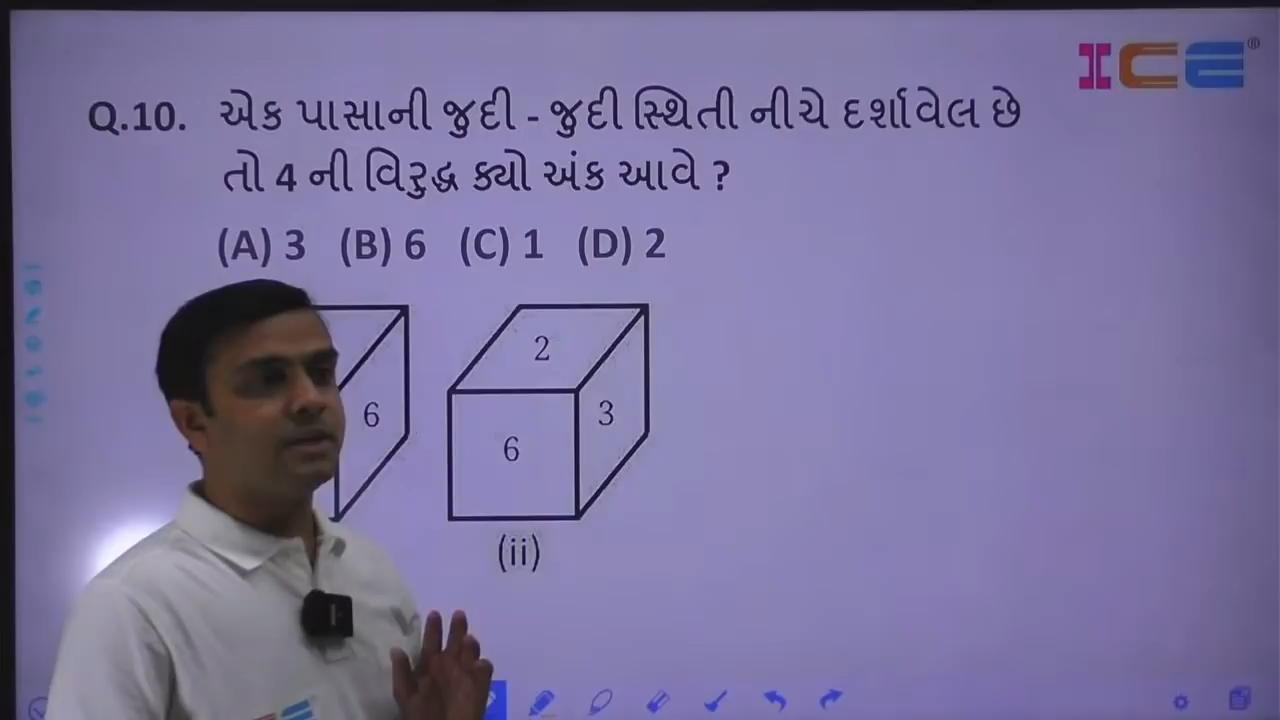 ICE®
Q.10. એક પાસાની જુદી - જુદી સ્થિતી નીચે દર્શાવેલ છે
તો 4 ની વિરુદ્ધ ક્યો અંક આવે ?
(A) 3 (B) 6 (C) 1 (D) 2
6
2
6
3
(ii)